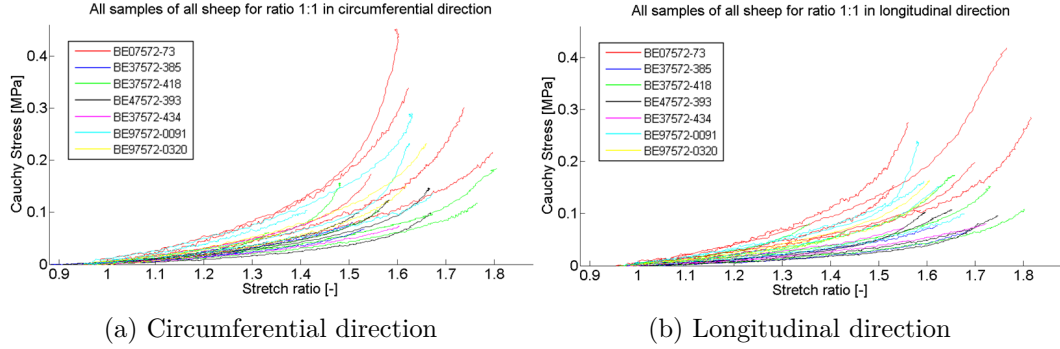 All samples of all sheep for ratio 1:1 in circumferential direction
Cauchy Stress [MPa]
0.4
0.3
0.2
0.1
0
BE07572-73
BE37572-385
BE37572-418
BE47572-393
BE37572-434
BE97572-0091
BE97572-0320
0.9 1 1.1 1.2 1.3 1.4 1.5 1.6 1.7 1.8
Stretch ratio [-]
(a) Circumferential direction
All samples of all sheep for ratio 1:1 in longitudinal direction
Cauchy Stress [MPa]
0.4
0.3
0.2
0.1
0
BE07572-73
BE37572-385
BE37572-418
BE47572-393
BE37572-434
BE97572-0091
BE97572-0320
0.9 1 1.1 1.2 1.3 1.4 1.5 1.6 1.7 1.8
Stretch ratio [-]
(b) Longitudinal direction